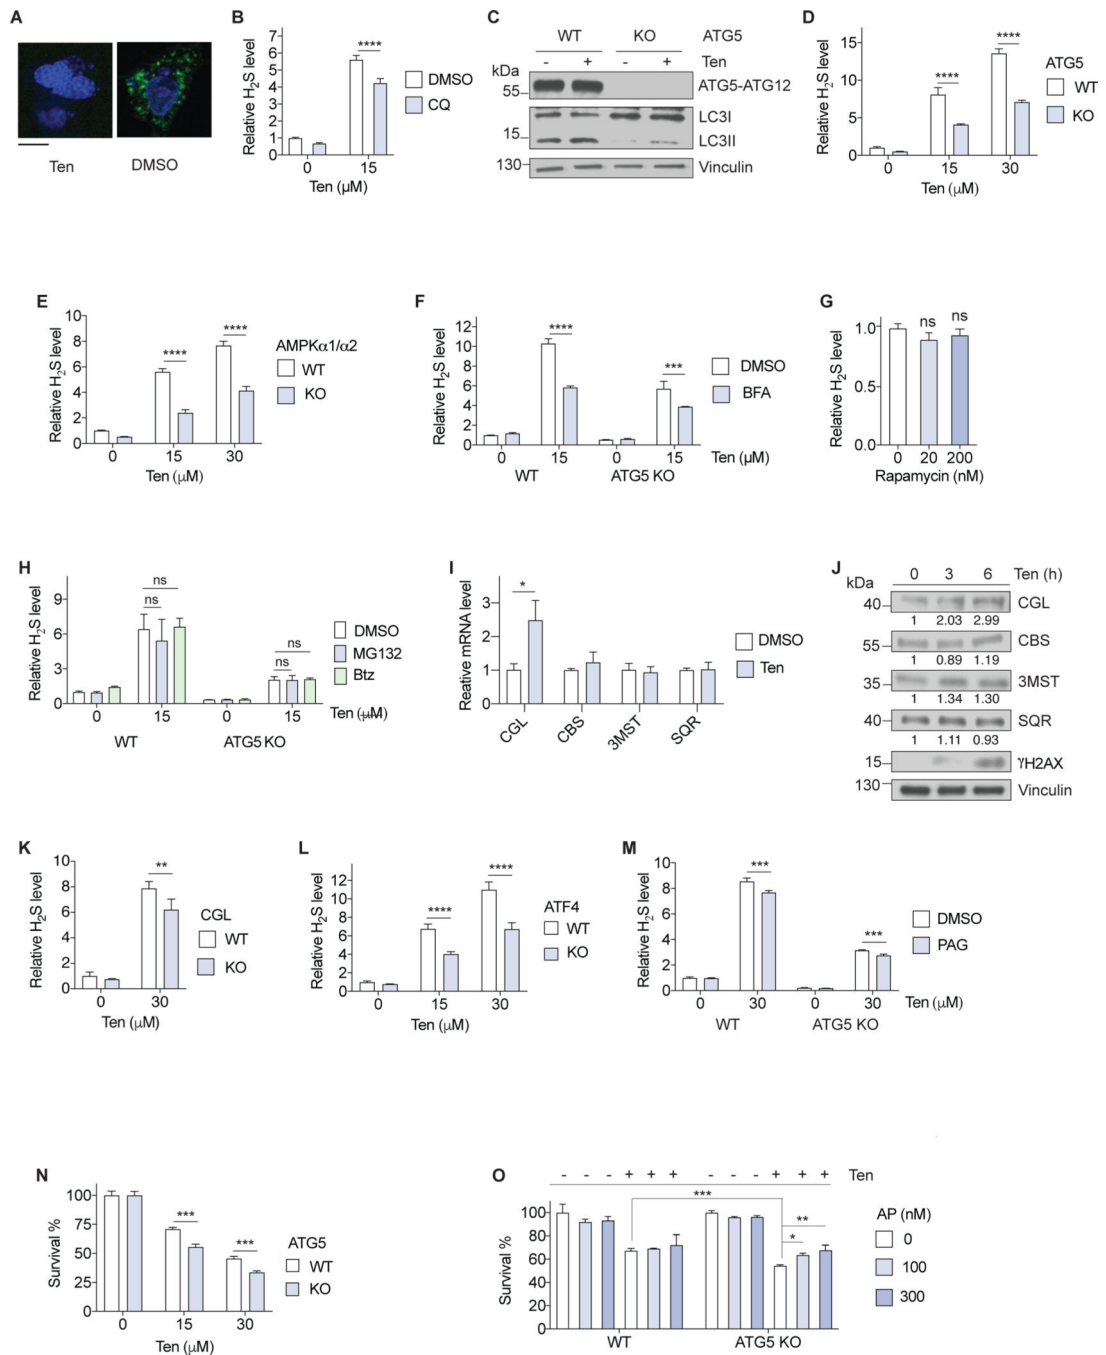 A
Ten
DMSO
B
Relative H2S level
7
6
5
4
3
2
1
0
****
DMSO
CQ
0
15
Ten (μM)
C
WT
KO
ATG5
-
+
-
+
Ten
kDa
55
ATG5-ATG12
LC3I
15
LC3II
130
Vinculin
D
Relative H2S level
15
10
5
0
****
****
ATG5
WT
KO
0
15
30
Ten (μM)
E
Relative H2S level
10
8
6
4
2
0
****
****
AMPKα1/α2
WT
KO
0
15
30
Ten (μM)
F
Relative H2S level
12
10
8
6
4
2
0
****
***
DMSO
BFA
0
15
0
15
Ten (μM)
WT
ATG5 KO
G
Relative H2S level
1.0
0.5
0.0
ns
ns
0
20
200
Rapamycin (nM)
H
Relative H2S level
9
6
3
0
ns
ns
ns
ns
DMSO
MG132
Btz
0
15
0
15
Ten (μM)
WT
ATG5 KO
I
Relative mRNA level
3
2
1
0
*
DMSO
Ten
CGL
CBS
3MST
SQR
J
kDa
0
3
6
Ten (h)
40
CGL
1
2.03
2.99
55
CBS
1
0.89
1.19
35
3MST
1
1.34
1.30
40
SQR
1
1.11
0.93
15
γH2AX
130
Vinculin
K
Relative H2S level
10
8
6
4
2
0
**
CGL
WT
KO
0
30
Ten (μM)
L
Relative H2S level
12
10
8
6
4
2
0
****
****
ATF4
WT
KO
0
15
30
Ten (μM)
M
Relative H2S level
10
8
6
4
2
0
***
***
DMSO
PAG
0
30
0
30
Ten (μM)
WT
ATG5 KO
N
Survival %
100
75
50
25
0
***
***
ATG5
WT
KO
0
15
30
Ten (μM)
O
- - - + + + - - - + + + Ten
Survival %
100
80
60
40
20
0
***
*
**
AP (nM)
0
100
300
WT
ATG5 KO